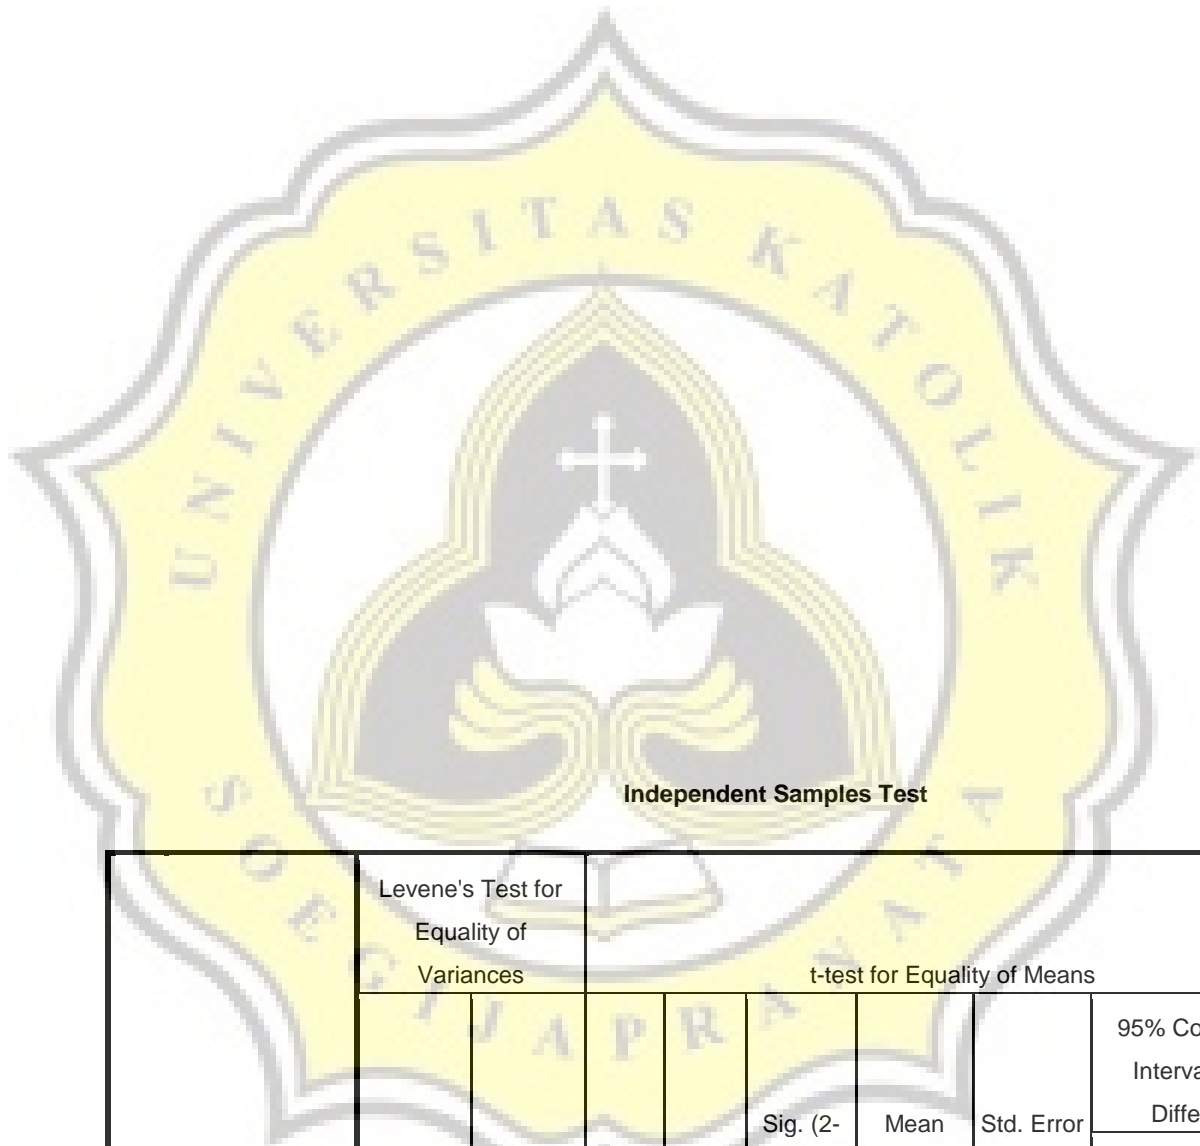 UNIVERSITAS KATOLIK
SOEGIJAPRANATA
Independent Samples Test
Levene's Test for
Equality of
Variances
t-test for Equality of Means
95% Co
Interva
Diffe
Sig. (2-
Mean
Std. Error